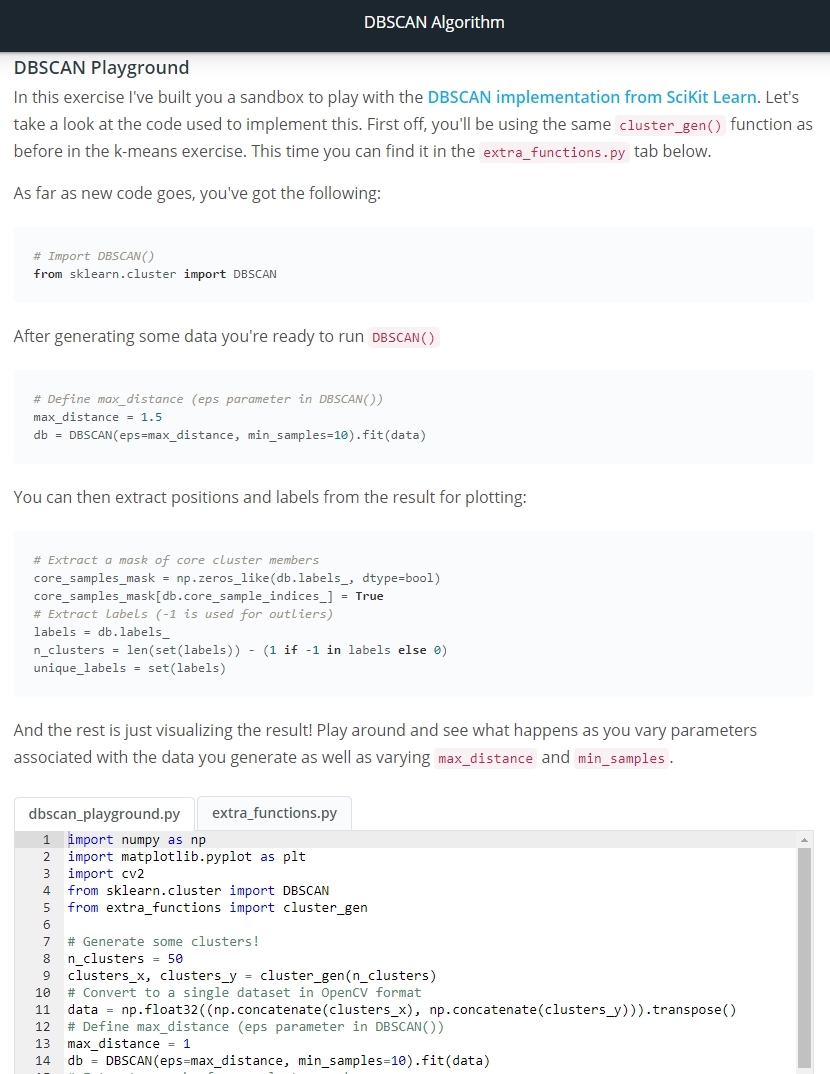 DBSCAN Algorithm
DBSCAN Playground
In this exercise I've built you a sandbox to play with the DBSCAN implementation from SciKit Learn. Let's
take a look at the code used to implement this. First off, you'll be using the same cluster_gen() function as
before in the k-means exercise. This time you can find it in the extra_functions.py tab below.
As far as new code goes, you've got the following:
# Import DBSCAN()
from sklearn.cluster import DBSCAN
After generating some data you're ready to run DBSCAN()
# Define max_distance (eps parameter in DBSCAN())
max_distance = 1.5
db = DBSCAN(eps=max_distance, min_samples=10).fit(data)
You can then extract positions and labels from the result for plotting:
# Extract a mask of core cluster members
core_samples_mask = np.zeros_like(db.labels_, dtype=bool)
core_samples_mask[db.core_sample_indices_] = True
# Extract labels (-1 is used for outliers)
labels = db.labels_
n_clusters = len(set(labels)) - (1 if -1 in labels else 0)
unique_labels = set(labels)
And the rest is just visualizing the result! Play around and see what happens as you vary parameters
associated with the data you generate as well as varying max_distance and min_samples.
dbscan_playground.py extra_functions.py
1 import numpy as np
2 import matplotlib.pyplot as plt
3 import cv2
4 from sklearn.cluster import DBSCAN
5 from extra_functions import cluster_gen
6
7 # Generate some clusters!
8 n_clusters = 50
9 clusters_x, clusters_y = cluster_gen(n_clusters)
10 # Convert to a single dataset in OpenCV format
11 data = np.float32((np.concatenate(clusters_x), np.concatenate(clusters_y))).transpose()
12 # Define max_distance (eps parameter in DBSCAN())
13 max_distance = 1
14 db = DBSCAN(eps=max_distance, min_samples=10).fit(data)